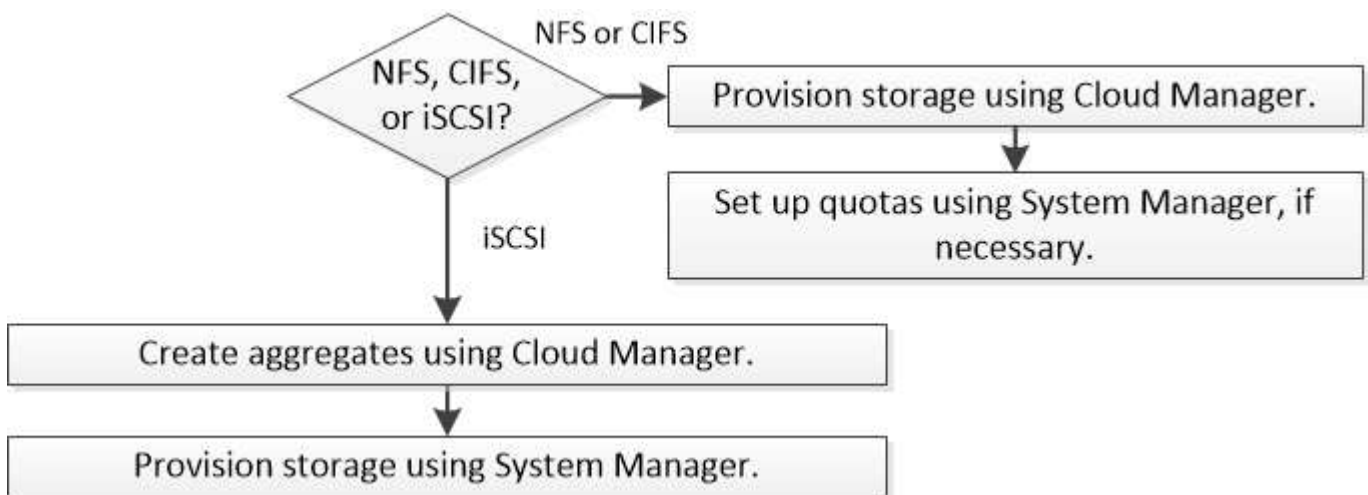 NFS or CIFS
NFS, CIFS,
or iSCSI?
Provision storage using Cloud Manager.
Set up quotas using System Manager, if
necessary.
iSCSI
Create aggregates using Cloud Manager.
Provision storage using System Manager.